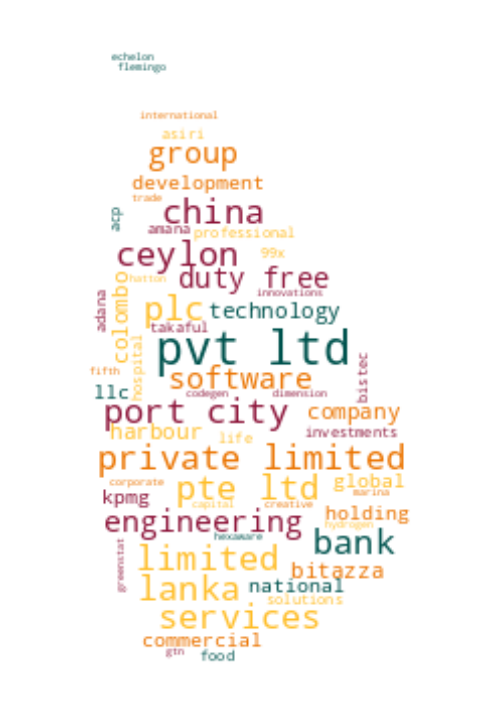 echelon
flemingo
international
asiri
group
development
trade
china
acp
amana professional
ceylon 99x
duty free
hatton innovations
colombo
adana
plc technology
takaful
pvt ltd
hospital
fifth software
bistec
llc codegen dimension
port city company
harbour life investments
private limited
corporate pte ltd global
kpmg capital creative marina
engineering holding
hydrogen
hexaware bank
greenstat
limited bitazza
lanka national
solutions
services
commercial
gtn food